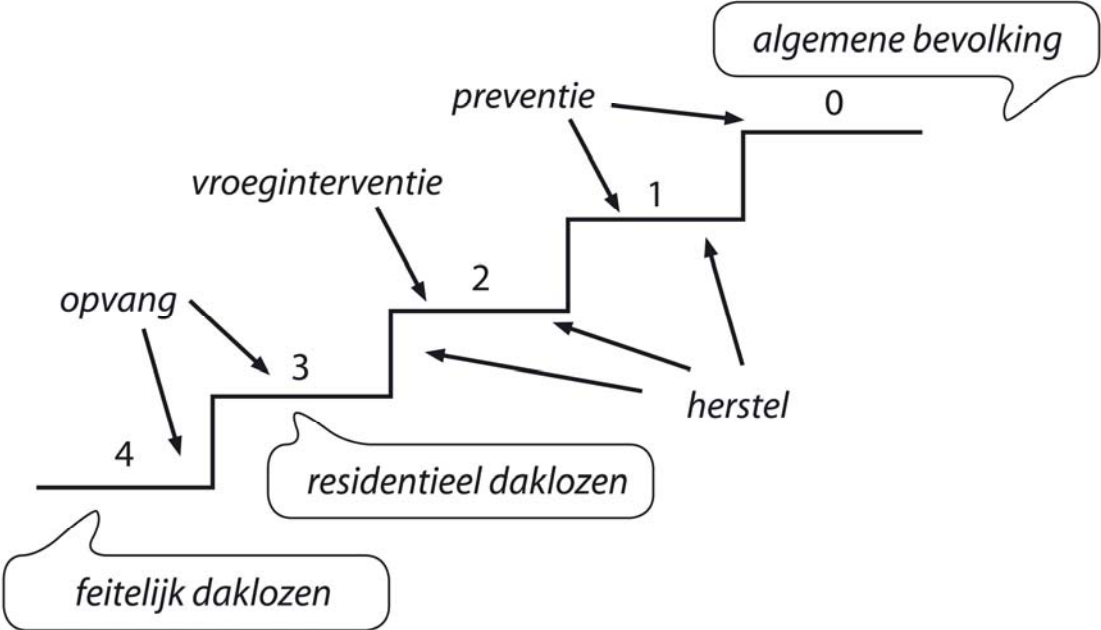 algemene bevolking
preventie
0
vroeginterventie
1
opvang
2
3
herstel
4
residentieel daklozen
feitelijk daklozen